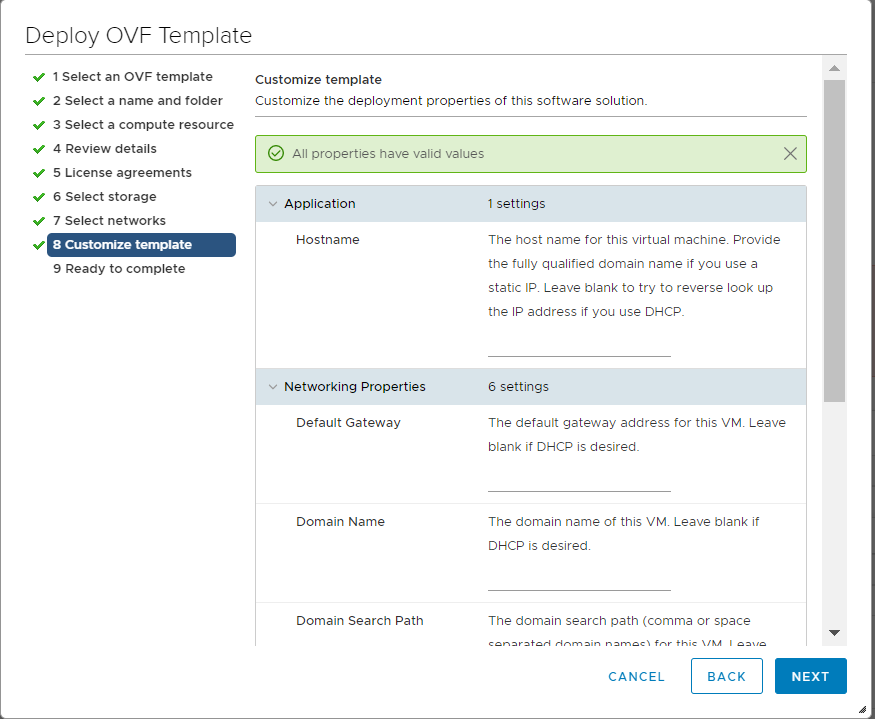 Deploy OVF Template
1 Select an OVF template
2 Select a name and folder
3 Select a compute resource
4 Review details
5 License agreements
6 Select storage
7 Select networks
8 Customize template
9 Ready to complete
Customize template
Customize the deployment properties of this software solution.
All properties have valid values
Application 1 settings
Hostname
The host name for this virtual machine. Provide
the fully qualified domain name if you use a
static IP. Leave blank to try to reverse look up
the IP address if you use DHCP.
Networking Properties 6 settings
Default Gateway
The default gateway address for this VM. Leave
blank if DHCP is desired.
Domain Name
The domain name of this VM. Leave blank if
DHCP is desired.
Domain Search Path
The domain search path (comma or space
separated domain names) for this VM. Leave
CANCEL
BACK
NEXT